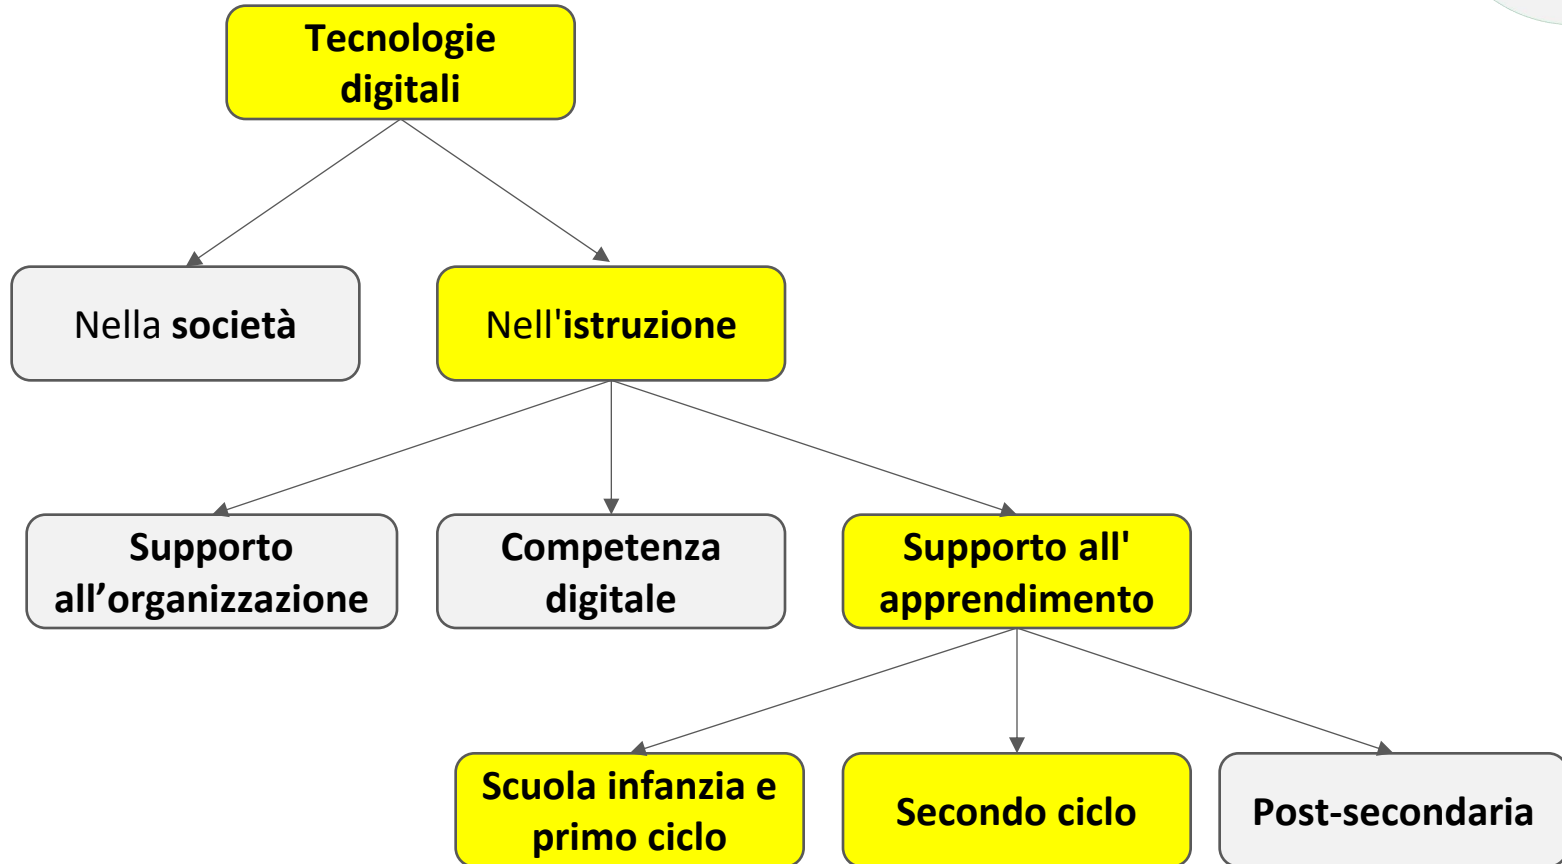 Tecnologie
digitali
Nella società
Nell'istruzione
Supporto
all’organizzazione
Competenza
digitale
Supporto all'
apprendimento
Scuola infanzia e
primo ciclo
Secondo ciclo
Post-secondaria